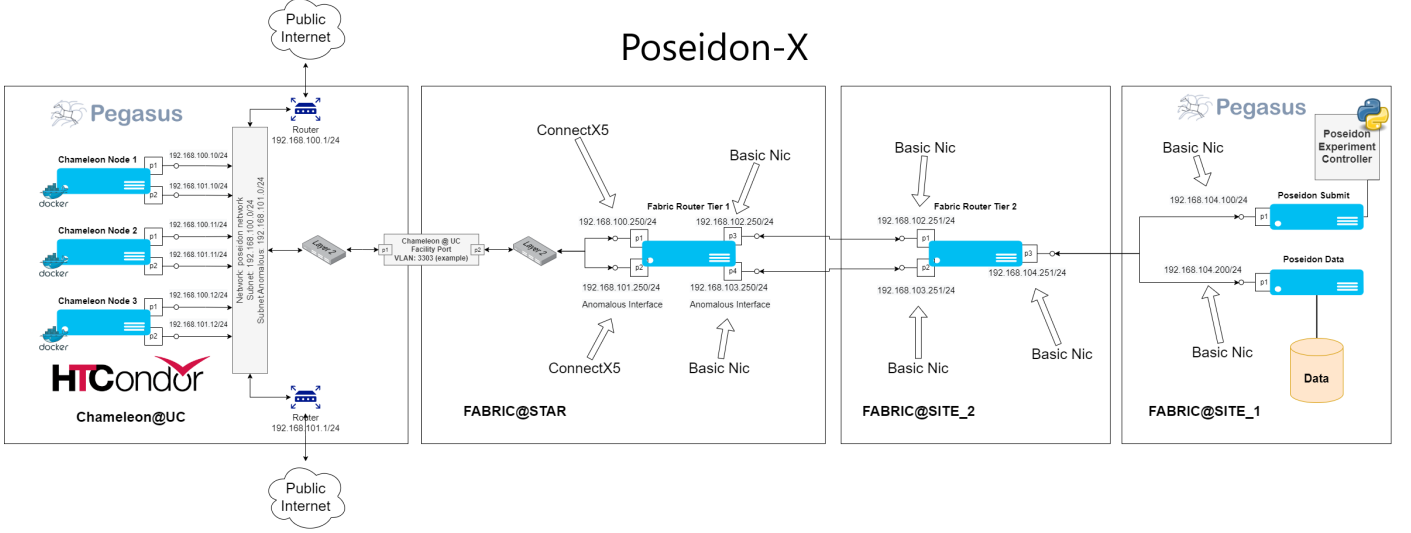 Poseidon-X
Public
Internet
Pegasus
Router
192.168.100.1/24
Chameleon Node 1
p1
192.168.100.10/24
p2
192.168.101.10/24
docker
Chameleon Node 2
p1
192.168.100.11/24
p2
192.168.101.11/24
Chameleon Node 3
p1
192.168.100.12/24
p2
192.168.101.12/24
docker
Network: poseidon network
Subnet: 192.168.100.0/24
Subnet Anomalous: 192.168.101.0/24
HTCondor
Chameleon@UC
Router
192.168.101.1/24
Public
Internet
Layer 2
p1
Chameleon @ UC
Facility Port
VLAN: 3303 (example)
p2
Layer 2
ConnectX5
Basic Nic
Fabric Router Tier 1
192.168.100.250/24
192.168.102.250/24
p1
p2
p3
p4
192.168.101.250/24
Anomalous Interface
192.168.103.250/24
Anomalous Interface
ConnectX5
Basic Nic
FABRIC@STAR
Basic Nic
Fabric Router Tier 2
192.168.102.251/24
p1
p2
p3
192.168.104.251/24
192.168.103.251/24
Basic Nic
Basic Nic
FABRIC@SITE_2
Pegasus
Poseidon
Experiment
Controller
Basic Nic
192.168.104.100/24
Poseidon Submit
p1
192.168.104.200/24
Poseidon Data
p1
Basic Nic
Data
FABRIC@SITE_1